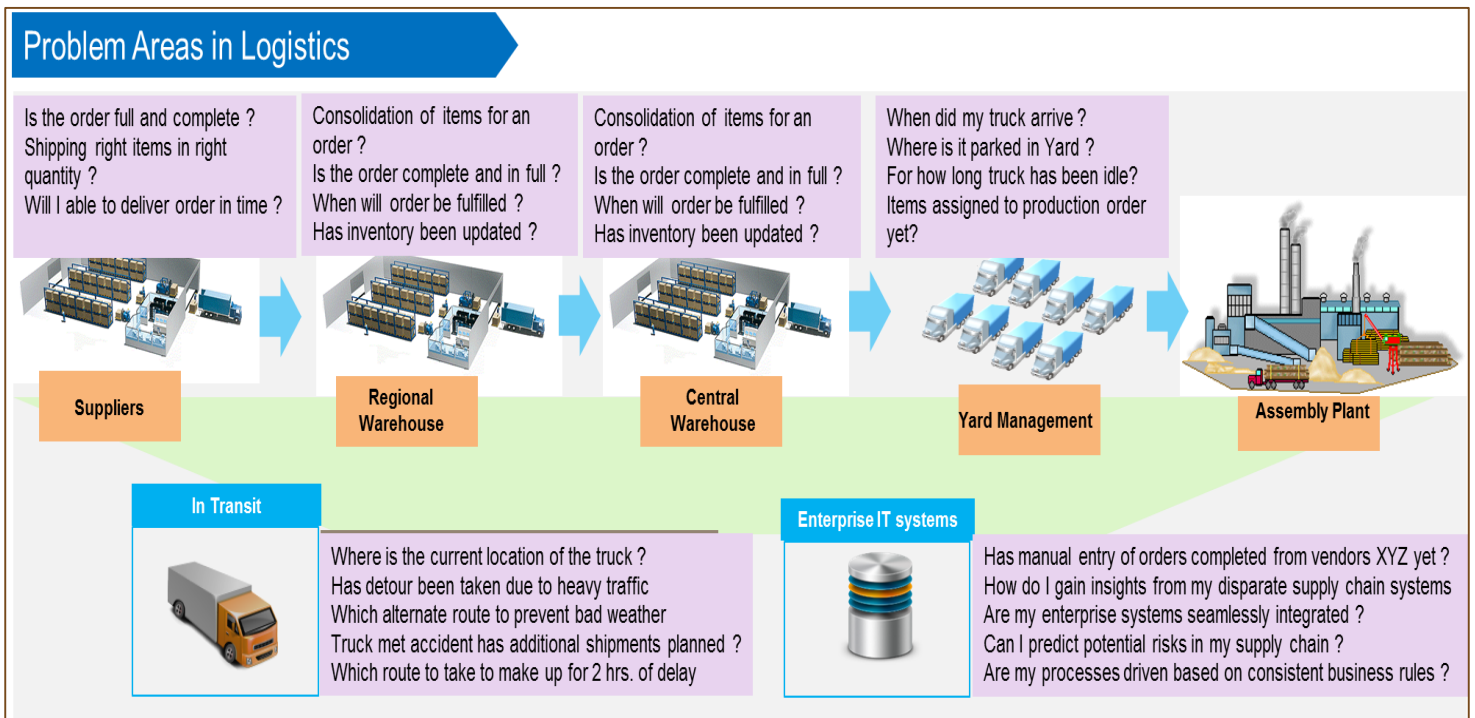 Problem Areas in Logistics
Is the order full and complete ?
Shipping right items in right
quantity ?
Will I able to deliver order in time ?
Consolidation of items for an
order ?
Is the order complete and in full ?
When will order be fulfilled ?
Has inventory been updated ?
Consolidation of items for an
order ?
Is the order complete and in full ?
When will order be fulfilled ?
Has inventory been updated ?
When did my truck arrive ?
Where is it parked in Yard ?
For how long truck has been idle?
Items assigned to production order
yet?
Suppliers
Regional
Warehouse
Central
Warehouse
Yard Management
Assembly Plant
In Transit
Where is the current location of the truck ?
Has detour been taken due to heavy traffic
Which alternate route to prevent bad weather
Truck met accident has additional shipments planned ?
Which route to take to make up for 2 hrs. of delay
Enterprise IT systems
Has manual entry of orders completed from vendors XYZ yet ?
How do I gain insights from my disparate supply chain systems
Are my enterprise systems seamlessly integrated ?
Can I predict potential risks in my supply chain ?
Are my processes driven based on consistent business rules ?